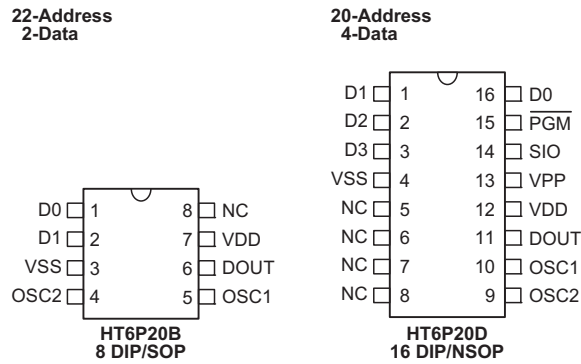 22-Address
2-Data
D0 1 8 NC
D1 2 7 VDD
VSS 3 6 DOUT
OSC2 4 5 OSC1
HT6P20B
8 DIP/SOP
20-Address
4-Data
D1 1 16 D0
D2 2 15 PGM
D3 3 14 SIO
VSS 4 13 VPP
NC 5 12 VDD
NC 6 11 DOUT
NC 7 10 OSC1
NC 8 9 OSC2
HT6P20D
16 DIP/NSOP